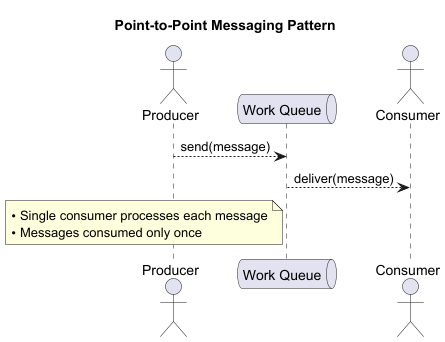 Point-to-Point Messaging Pattern
Producer
Work Queue
Consumer
send(message)
deliver(message)
• Single consumer processes each message
• Messages consumed only once
Producer
Work Queue
Consumer